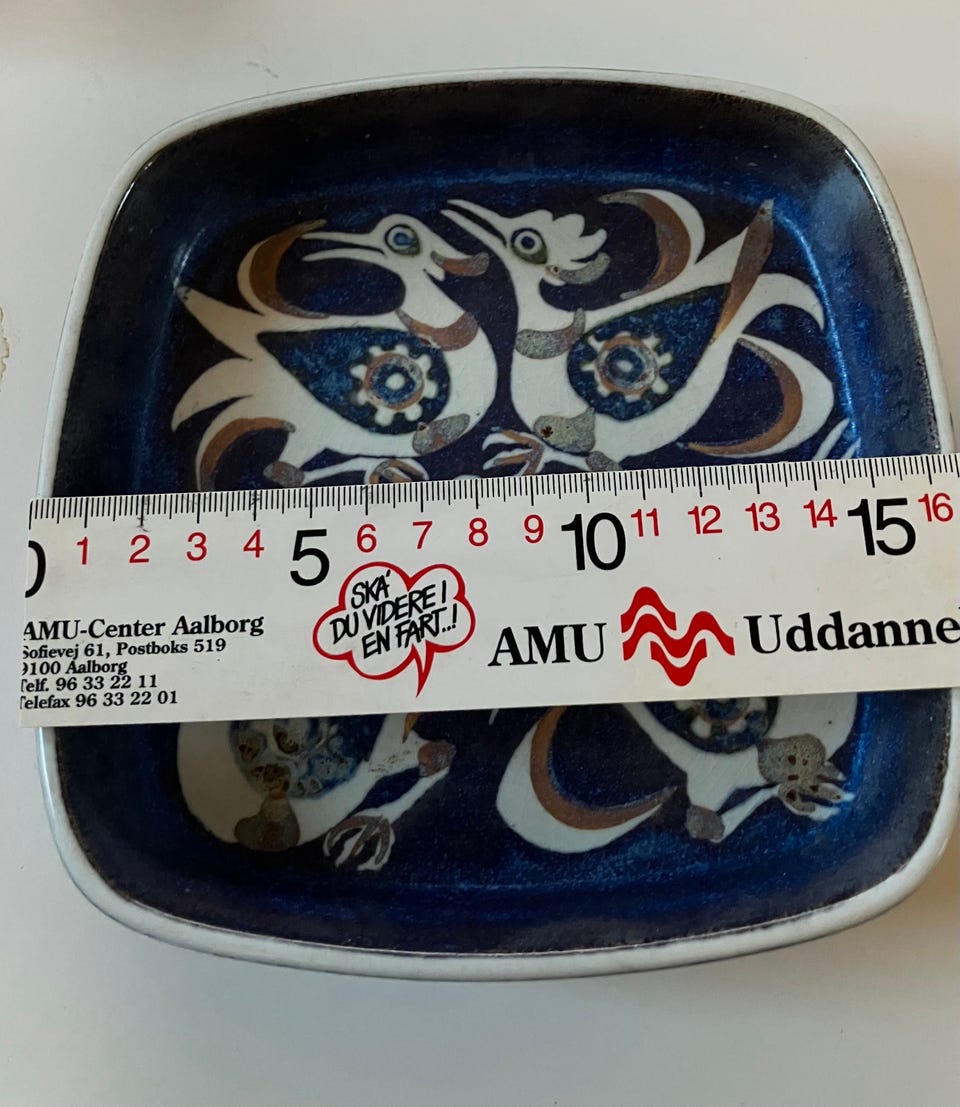 0 1 2 3 4 5 6 7 8 9 10 11 12 13 14 15 16
SKA'
DU VIDERE I
EN FART..!
AMU-Center Aalborg
Sofievej 61, Postboks 519
9100 Aalborg
Telf. 96 33 22 11
Telefax 96 33 22 01
AMU Uddanne